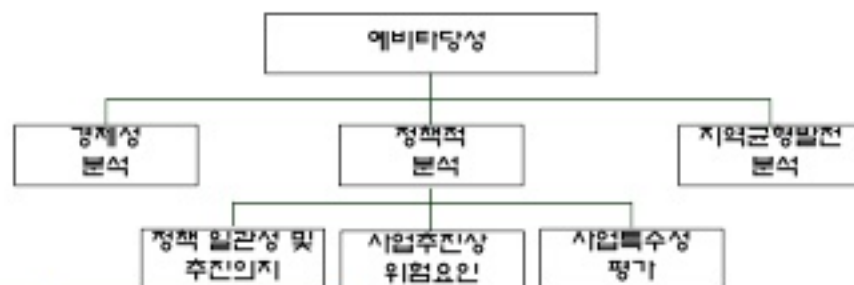 예비타당성
경제성
분석
정책적
분석
지역균형발전
분석
정책 일관성 및
추진의지
사업추진상
위험요인
사업특수성
평가